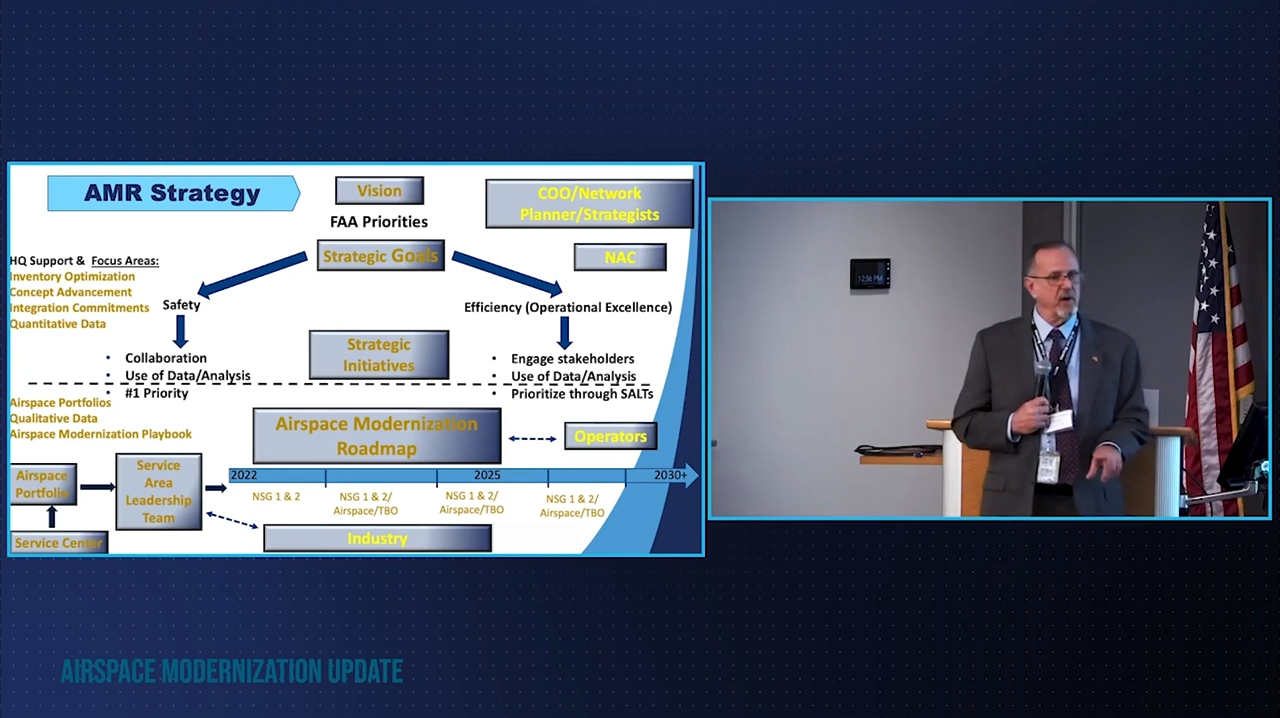 AMR Strategy
Vision
COO/Network
Planner/Strategists
FAA Priorities
Strategic Goals
NAC
HQ Support & Focus Areas:
Inventory Optimization
Concept Advancement
Integration Commitments
Quantitative Data
Safety
Efficiency (Operational Excellence)
Strategic
Initiatives
• Collaboration
• Use of Data/Analysis
• #1 Priority
• Engage stakeholders
• Use of Data/Analysis
• Prioritize through SALTs
Airspace Portfolios
Qualitative Data
Airspace Modernization Playbook
Airspace Modernization
Roadmap
Operators
Airspace
Portfolio
Service
Area
Leadership
Team
2022
2025
2030+
NSG 1 & 2
NSG 1 & 2/
Airspace/TBO
NSG 1 & 2/
Airspace/TBO
NSG 1 & 2/
Airspace/TBO
Service Center
Industry
12:56 PM
AIRSPACE MODERNIZATION UPDATE